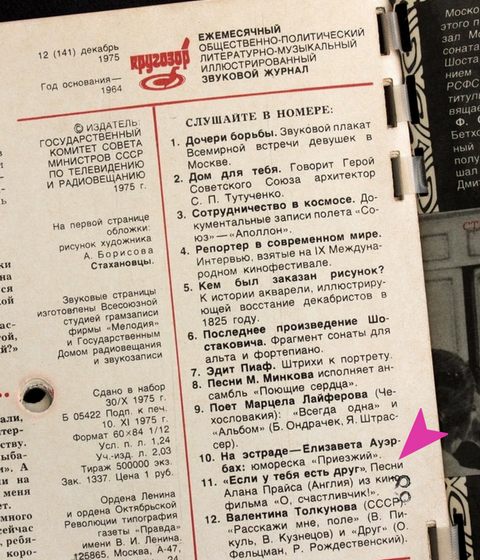 12 (141) декабрь
1975
Год основания—
1964
кругозор
ЕЖЕМЕСЯЧНЫЙ
ОБЩЕСТВЕННО-ПОЛИТИЧЕСКИЙ
ЛИТЕРАТУРНО-МУЗЫКАЛЬНЫЙ
ИЛЛЮСТРИРОВАННЫЙ
ЗВУКОВОЙ ЖУРНАЛ
© ИЗДАТЕЛЬ
ГОСУДАРСТВЕННЫЙ
КОМИТЕТ СОВЕТА
МИНИСТРОВ СССР
ПО ТЕЛЕВИДЕНИЮ
И РАДИОВЕЩАНИЮ
1975 г.
На первой странице
обложки:
рисунок художника
А. Борисова
Стахановцы.
Звуковые страницы
изготовлены Всесоюзной
студией грамзаписи
фирмы «Мелодия»
и Государственным
Домом радиовещания
и звукозаписи
Сдано в набор
30/X 1975 г.
Б 05422 Подп. к печ.
10. XI 1975 г.
Формат 60×84 1/12
Усл. п. л. 1,24
Уч.-изд. л. 2,03
Тираж 500000 экз.
Зак. 1337. Цена 1 руб.
Ордена Ленина
и ордена Октябрьской
Революции типография
газеты «Правда»
имени В. И. Ленина.
125865, Москва, А-47,
СЛУШАЙТЕ В НОМЕРЕ:
1. Дочери борьбы. Звуковой плакат
Всемирной встречи девушек в
Москве.
2. Дом для тебя. Говорит Герой
Советского Союза архитектор
С. П. Тутученко.
3. Сотрудничество в космосе. До-
кументальные записи полета «Со-
юз» — «Аполлон».
4. Репортер в современном мире.
Интервью, взятые на IX Междуна-
родном кинофестивале.
5. Кем был заказан рисунок?
К истории акварели, иллюстриру-
ющей восстание декабристов в
1825 году.
6. Последнее произведение Шо-
стаковича. Фрагмент сонаты для
альта и фортепиано.
7. Эдит Пиаф. Штрихи к портрету.
8. Песни М. Минкова исполняет ан-
самбль «Поющие сердца».
9. Поет Марцела Лайферова (Че-
хословакия): «Всегда одна» и
«Альбом» (Б. Ондрачек, Я. Штрас-
сер).
10. На эстраде — Елизавета Ауэр-
бах: юмореска «Приезжий».
11. «Если у тебя есть друг». Песни
Алана Прайса (Англия) из кино-
фильма «О, счастливчик!».
12. Валентина Толкунова (СССР):
«Расскажи мне, поле» (В. Пи-
куль, В. Кузнецов) и «Друг» (О.
Фельцман, Р. Рождественский).